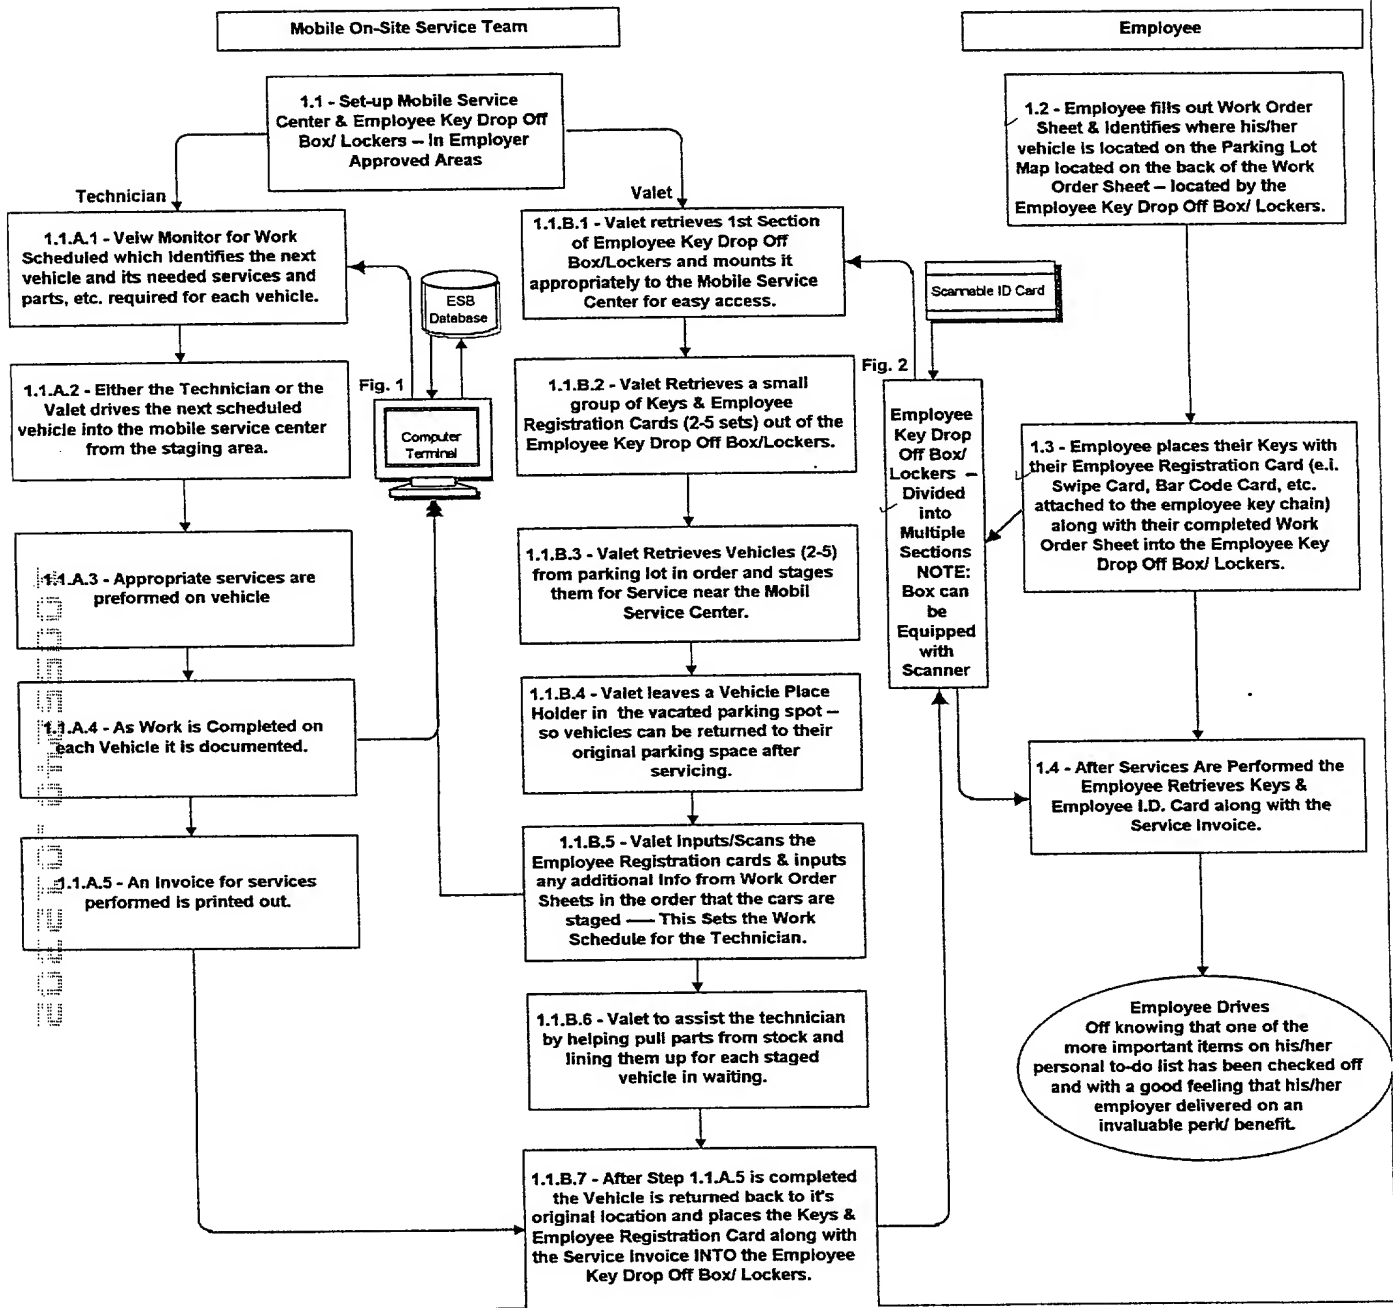 Mobile On-Site Service Team
Employee
1.1 - Set-up Mobile Service
Center & Employee Key Drop Off
Box/ Lockers – In Employer
Approved Areas
Technician
Valet
1.1.A.1 - Veiw Monitor for Work
Scheduled which Identifies the next
vehicle and its needed services and
parts, etc. required for each vehicle.
1.1.A.2 - Either the Technician or the
Valet drives the next scheduled
vehicle into the mobile service center
from the staging area.
1.1.A.3 - Appropriate services are
preformed on vehicle
1.1.A.4 - As Work is Completed on
each Vehicle it is documented.
1.1.A.5 - An Invoice for services
performed is printed out.
ESB
Database
Fig. 1
Computer
Terminal
1.1.B.1 - Valet retrieves 1st Section
of Employee Key Drop Off
Box/Lockers and mounts it
appropriately to the Mobile Service
Center for easy access.
1.1.B.2 - Valet Retrieves a small
group of Keys & Employee
Registration Cards (2-5 sets) out of the
Employee Key Drop Off Box/Lockers.
1.1.B.3 - Valet Retrieves Vehicles (2-5)
from parking lot in order and stages
them for Service near the Mobil
Service Center.
1.1.B.4 - Valet leaves a Vehicle Place
Holder in the vacated parking spot –
so vehicles can be returned to their
original parking space after
servicing.
1.1.B.5 - Valet Inputs/Scans the
Employee Registration cards & inputs
any additional Info from Work Order
Sheets in the order that the cars are
staged –– This Sets the Work
Schedule for the Technician.
1.1.B.6 - Valet to assist the technician
by helping pull parts from stock and
lining them up for each staged
vehicle in waiting.
1.1.B.7 - After Step 1.1.A.5 is completed
the Vehicle is returned back to it's
original location and places the Keys &
Employee Registration Card along with
the Service Invoice INTO the Employee
Key Drop Off Box/ Lockers.
Scannable ID Card
Fig. 2
Employee
Key Drop
Off Box/
Lockers –
Divided
into
Multiple
Sections
NOTE:
Box can
be
Equipped
with
Scanner
1.2 - Employee fills out Work Order
Sheet & Identifies where his/her
vehicle is located on the Parking Lot
Map located on the back of the Work
Order Sheet – located by the
Employee Key Drop Off Box/ Lockers.
1.3 - Employee places their Keys with
their Employee Registration Card (e.i.
Swipe Card, Bar Code Card, etc.
attached to the employee key chain)
along with their completed Work
Order Sheet into the Employee Key
Drop Off Box/ Lockers.
1.4 - After Services Are Performed the
Employee Retrieves Keys &
Employee I.D. Card along with the
Service Invoice.
Employee Drives
Off knowing that one of the
more important items on his/her
personal to-do list has been checked off
and with a good feeling that his/her
employer delivered on an
invaluable perk/ benefit.